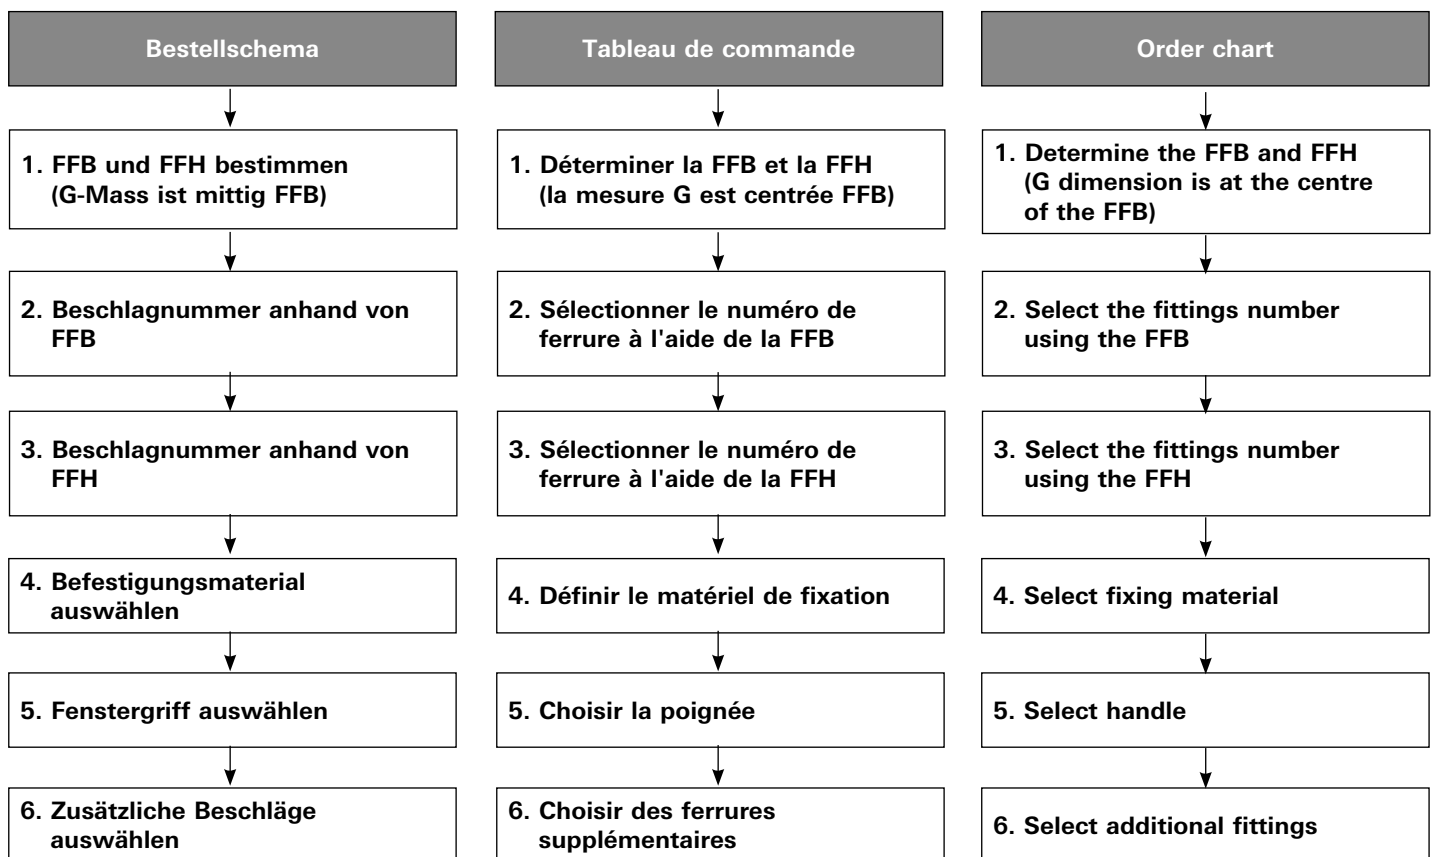 Bestellschema
1. FFB und FFH bestimmen
(G-Mass ist mittig FFB)
2. Beschlagnummer anhand von
FFB
3. Beschlagnummer anhand von
FFH
4. Befestigungsmaterial
auswählen
5. Fenstergriff auswählen
6. Zusätzliche Beschläge
auswählen
Tableau de commande
1. Déterminer la FFB et la FFH
(la mesure G est centrée FFB)
2. Sélectionner le numéro de
ferrure à l'aide de la FFB
3. Sélectionner le numéro de
ferrure à l'aide de la FFH
4. Définir le matériel de fixation
5. Choisir la poignée
6. Choisir des ferrures
supplémentaires
Order chart
1. Determine the FFB and FFH
(G dimension is at the centre
of the FFB)
2. Select the fittings number
using the FFB
3. Select the fittings number
using the FFH
4. Select fixing material
5. Select handle
6. Select additional fittings